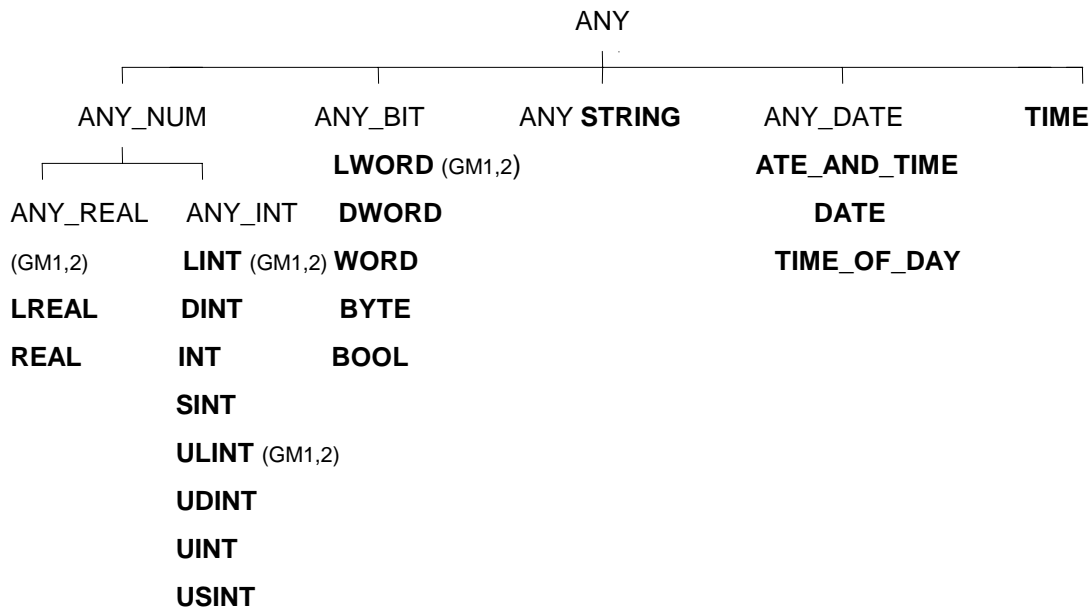 ANY
ANY_NUM ANY_BIT ANY STRING ANY_DATE TIME
LWORD (GM1,2) ATE_AND_TIME
ANY_REAL ANY_INT DWORD DATE
(GM1,2) LINT (GM1,2) WORD TIME_OF_DAY
LREAL DINT BYTE
REAL INT BOOL
SINT
ULINT (GM1,2)
UDINT
UINT
USINT